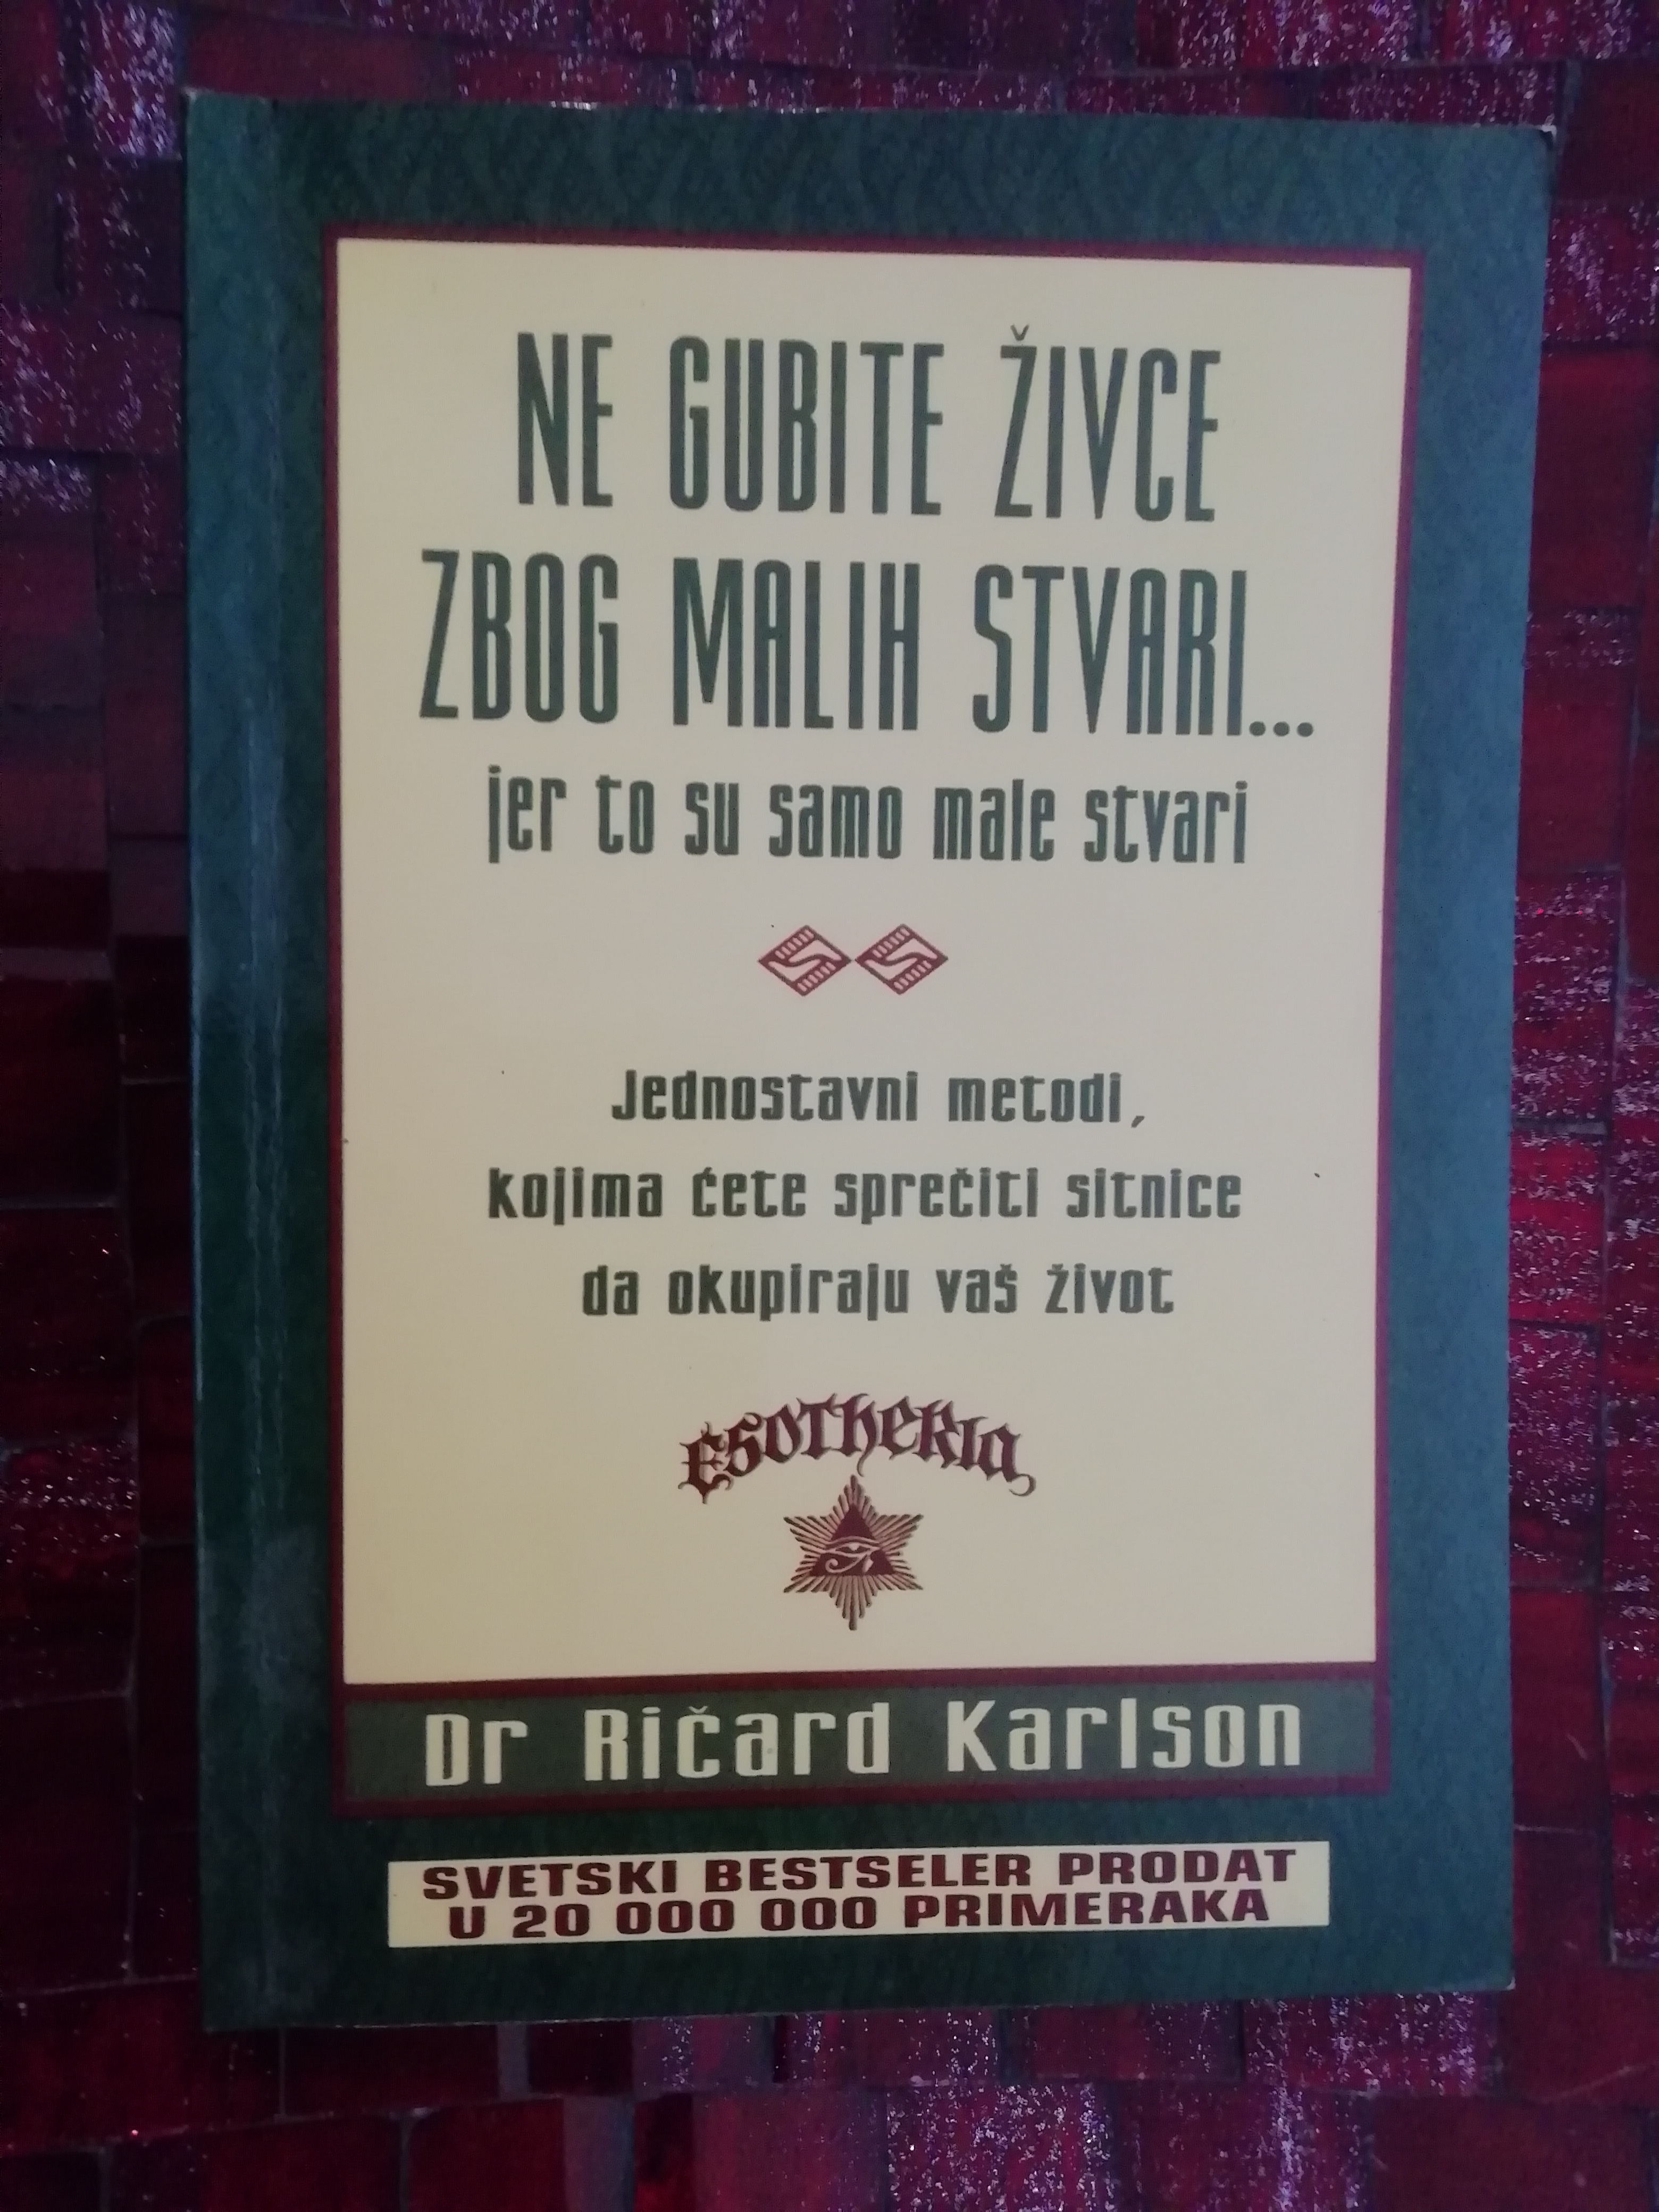 NE GUBITE ŽIVCE
ZBOG MALIH STVARI...
jer to su samo male stvari
Jednostavni metodi,
kojima ćete sprečiti sitnice
da okupiraju vaš život
ESOTHERIA
Dr Ričard Karlson
SVETSKI BESTSELER PRODAT
U 20 000 000 PRIMERAKA